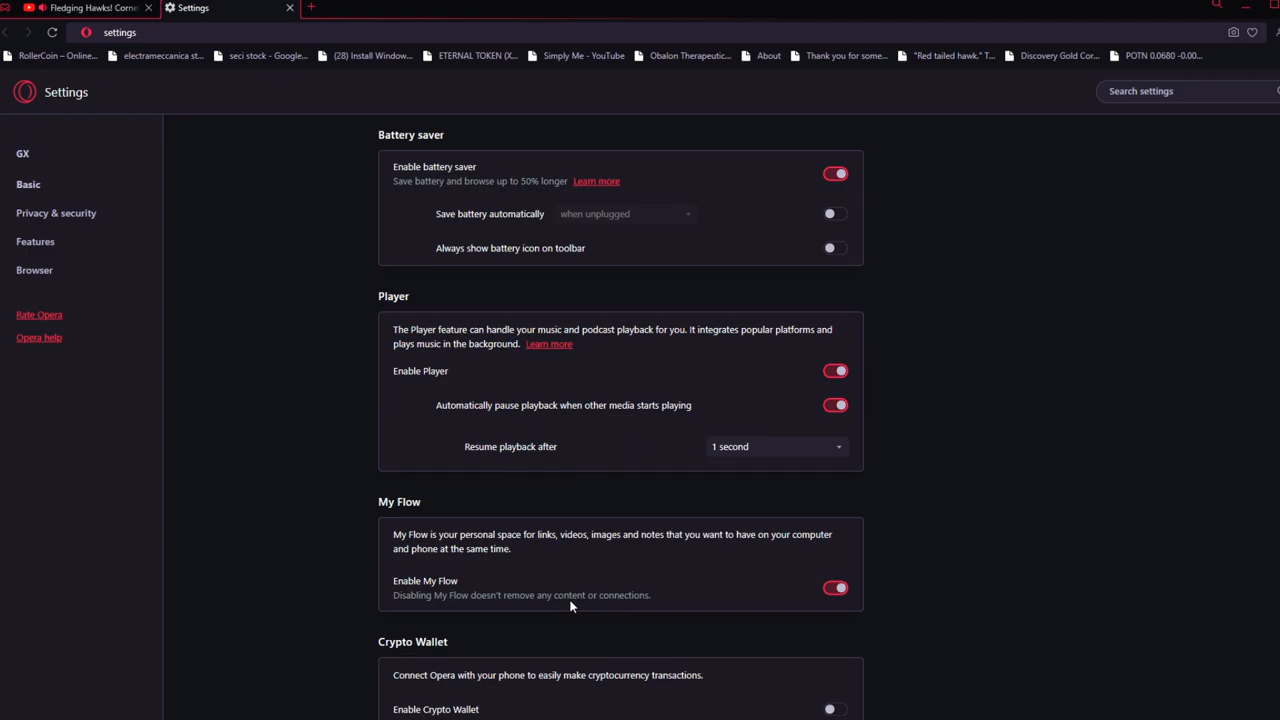 Fledging Hawks! Corne
Settings
settings
RollerCoin – Online...
electrameccanica st...
seci stock - Google...
(28) Install Window...
ETERNAL TOKEN (X...
Simply Me - YouTube
Obalon Therapeutic...
About
Thank you for some...
"Red tailed hawk." T...
Discovery Gold Cor...
POTN 0.0680 -0.00...
Settings
Search settings
GX
Basic
Privacy & security
Features
Browser
Rate Opera
Opera help
Battery saver
Enable battery saver
Save battery and browse up to 50% longer Learn more
Save battery automatically when unplugged
Always show battery icon on toolbar
Player
The Player feature can handle your music and podcast playback for you. It integrates popular platforms and
plays music in the background. Learn more
Enable Player
Automatically pause playback when other media starts playing
Resume playback after 1 second
My Flow
My Flow is your personal space for links, videos, images and notes that you want to have on your computer
and phone at the same time.
Enable My Flow
Disabling My Flow doesn't remove any content or connections.
Crypto Wallet
Connect Opera with your phone to easily make cryptocurrency transactions.
Enable Crypto Wallet